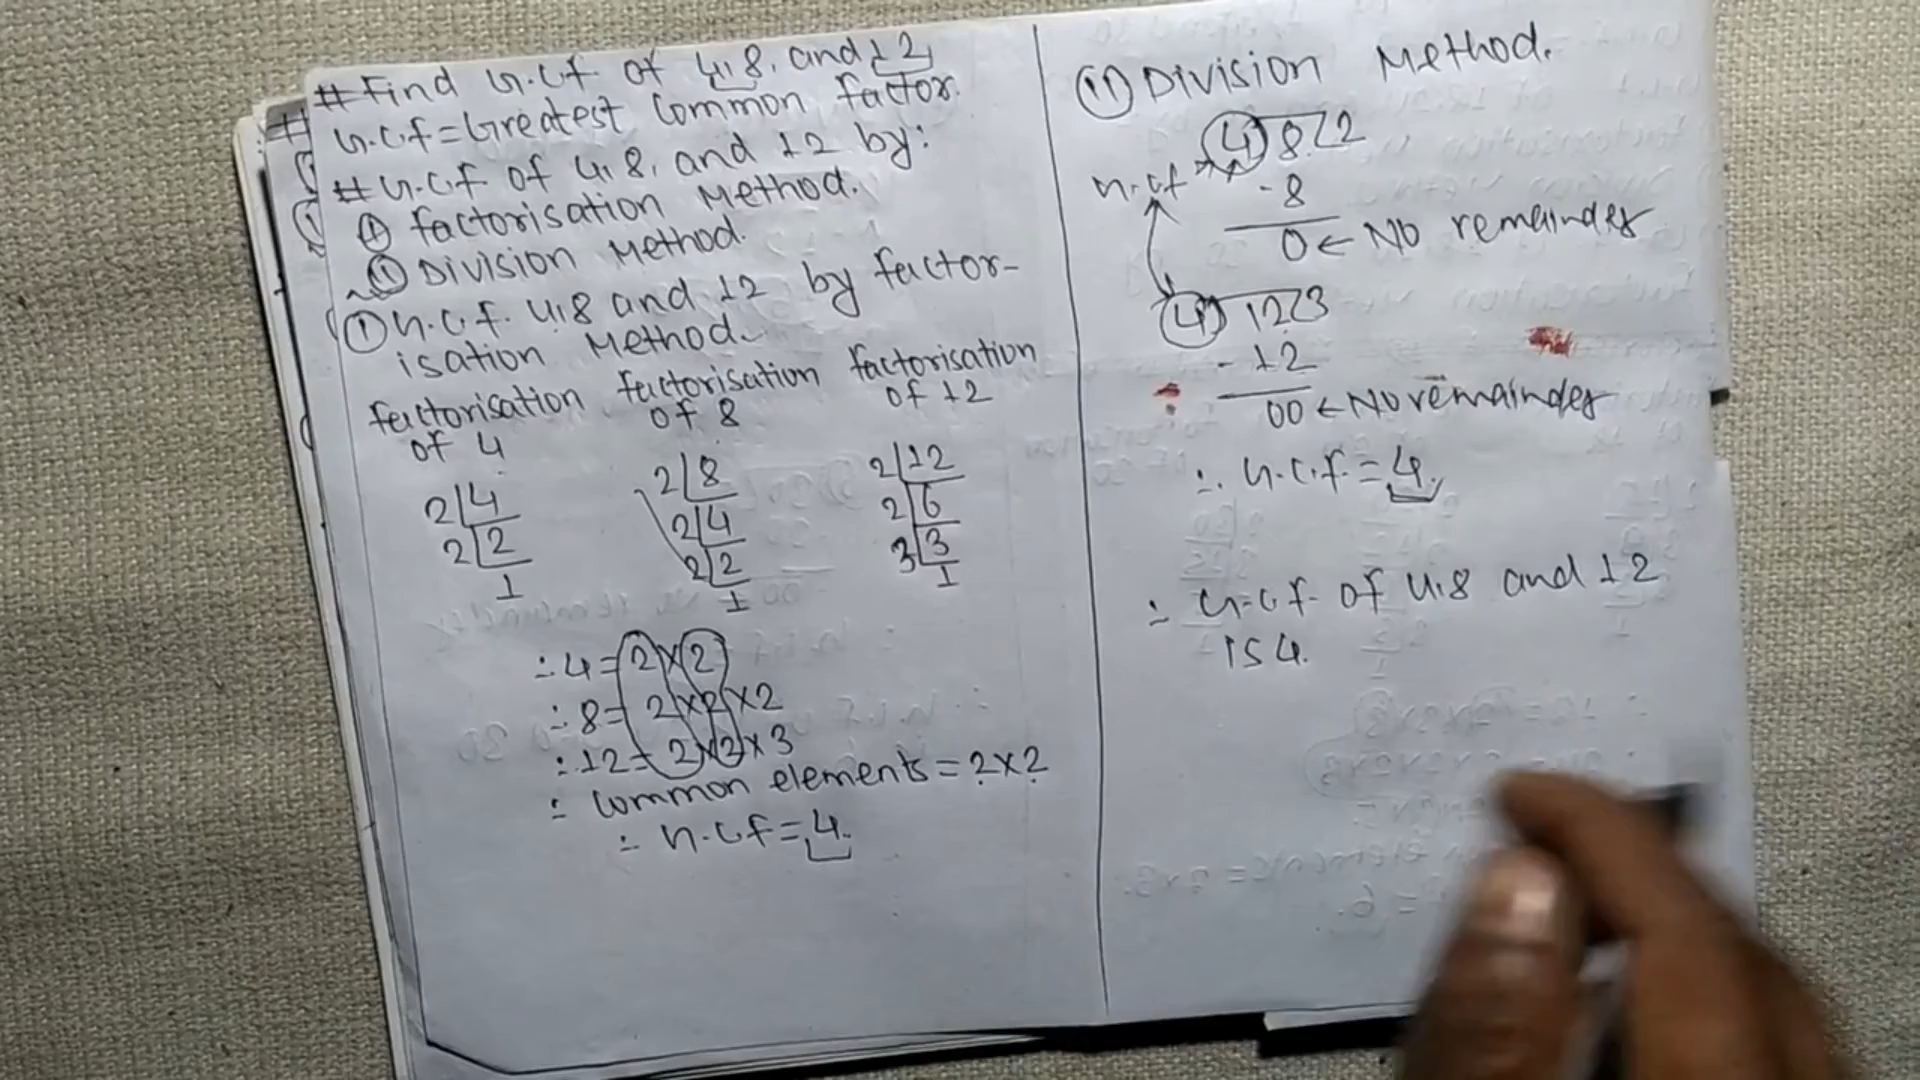 #Find G.C.F of 4,8, and 12
G.C.F = Greatest Common factor.
# G.C.F of 4,8, and 12 by:
(i) factorisation Method.
(ii) Division Method.
(i) G.C.F. 4,8 and 12 by factor-
isation Method.
factorisation of 4
2|4
2|2
1
factorisation of 8
2|8
2|4
2|2
1
factorisation of 12
2|12
2|6
3|3
1
∴ 4 = 2×2
∴ 8 = 2×2×2
∴ 12 = 2×2×3
∴ Common elements = 2×2
∴ G.C.F = 4.
(ii) Division Method.
4)8(2
G.C.F
-8
0 ← No remainder
4)12(3
-12
00 ← No remainder
∴ G.C.F. = 4.
∴ G.C.F. of 4,8 and 12
is 4.